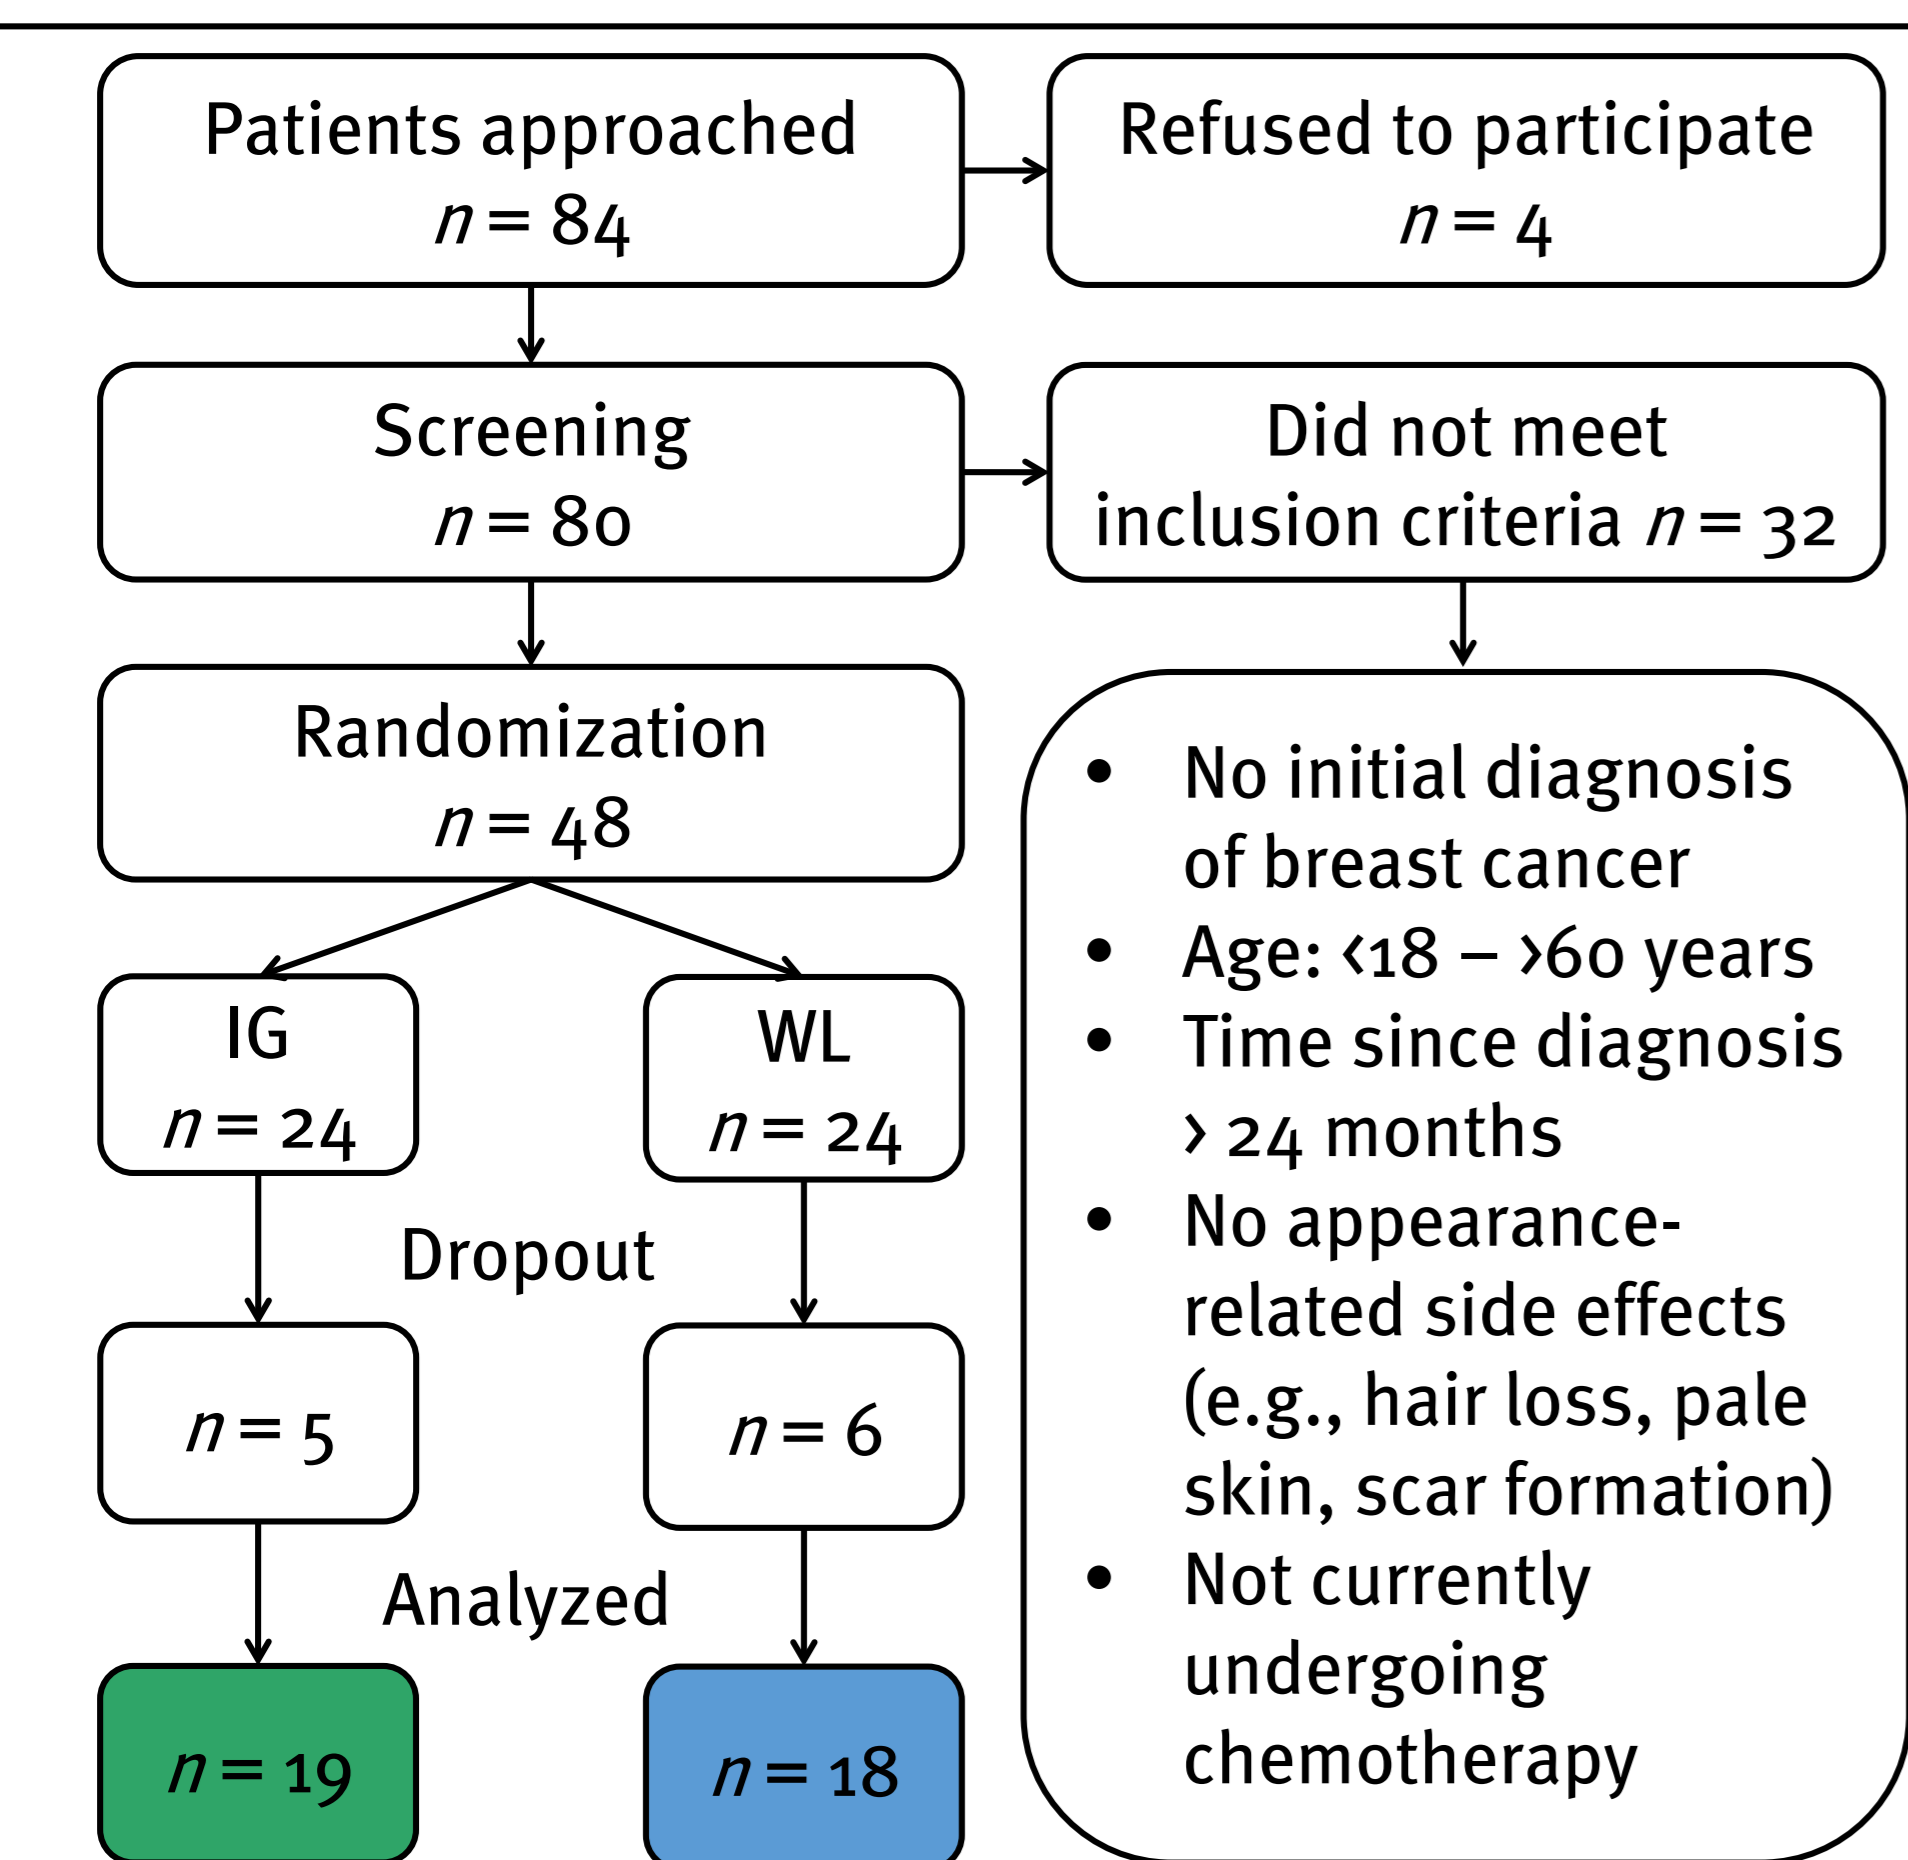 Patients approached
n = 84
Refused to participate
n = 4
Screening
n = 80
Did not meet
inclusion criteria n = 32
Randomization
n = 48
IG
n = 24
WL
n = 24
Dropout
n = 5
n = 6
Analyzed
n = 19
n = 18
• No initial diagnosis
of breast cancer
• Age: <18 – >60 years
• Time since diagnosis
> 24 months
• No appearance-
related side effects
(e.g., hair loss, pale
skin, scar formation)
• Not currently
undergoing
chemotherapy